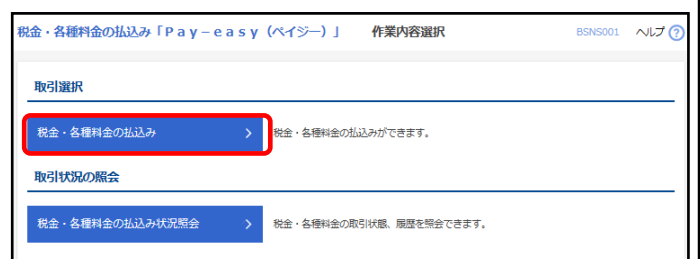 税金・各種料金の払込み「Ｐａｙ－ｅａｓｙ（ペイジー）」 作業内容選択 BSNS001 ヘルプ ?
取引選択
税金・各種料金の払込み > 税金・各種料金の払込みができます。
取引状況の照会
税金・各種料金の払込み状況照会 > 税金・各種料金の取引状態、履歴を照会できます。